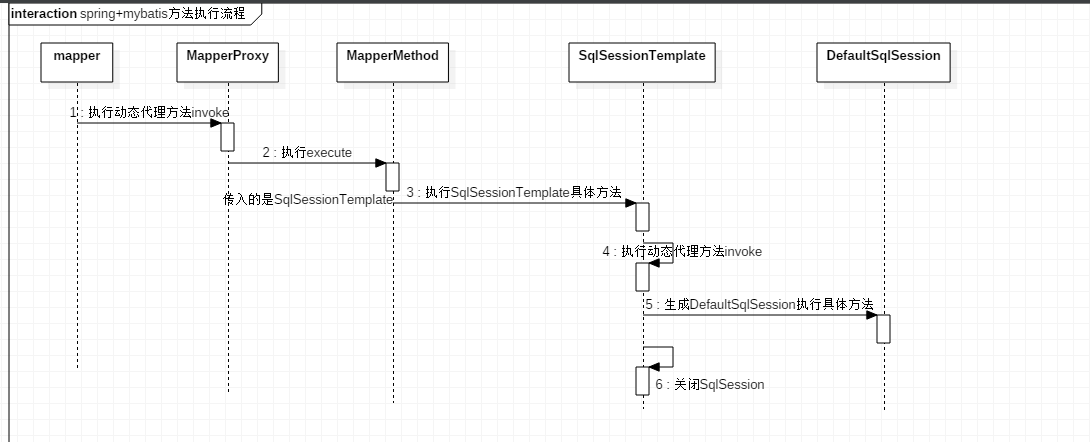 interaction spring+mybatis方法执行流程
mapper
MapperProxy
MapperMethod
SqlSessionTemplate
DefaultSqlSession
1 : 执行动态代理方法invoke
2 : 执行execute
传入的是SqlSessionTemplate
3 : 执行SqlSessionTemplate具体方法
4 : 执行动态代理方法invoke
5 : 生成DefaultSqlSession执行具体方法
6 : 关闭SqlSession